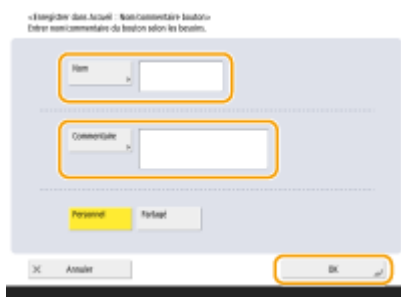 <Enregistrer dans Accueil : Nom/commentaire bouton>
Entrer nom/commentaire du bouton selon les besoins.
Nom
Commentaire
Personnel Partagé
Annuler OK